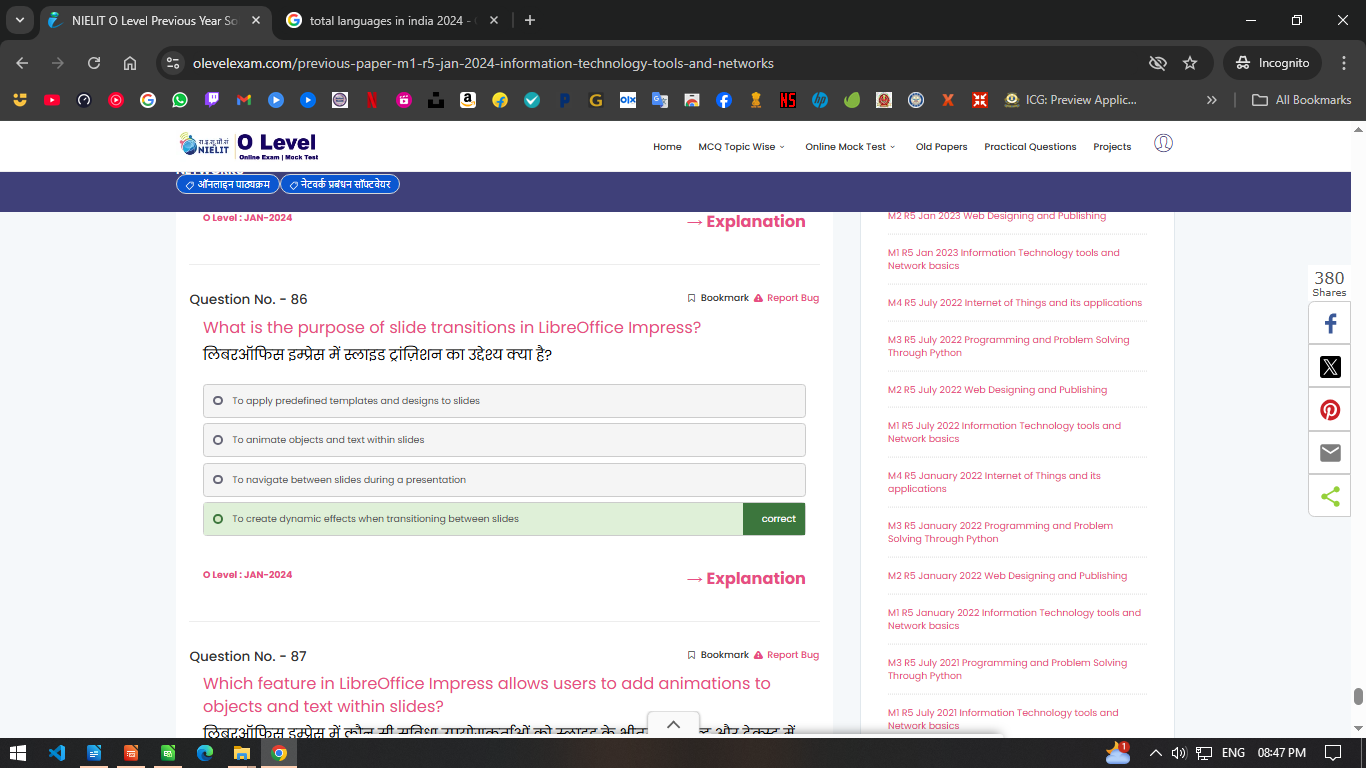 NIELIT O Level Previous Year So
total languages in india 2024 -
olevelexam.com/previous-paper-m1-r5-jan-2024-information-technology-tools-and-networks
Incognito
ICG: Preview Applic...
All Bookmarks
रा.इ.सू.प्रौ.सं
NIELIT
O Level
Online Exam | Mock Test
Home
MCQ Topic Wise
Online Mock Test
Old Papers
Practical Questions
Projects
ऑनलाइन पाठ्यक्रम
नेटवर्क प्रबंधन सॉफ्टवेयर
O Level : JAN-2024
→ Explanation
Question No. - 86
Bookmark
Report Bug
What is the purpose of slide transitions in LibreOffice Impress?
लिबरऑफिस इम्प्रेस में स्लाइड ट्रांज़िशन का उद्देश्य क्या है?
To apply predefined templates and designs to slides
To animate objects and text within slides
To navigate between slides during a presentation
To create dynamic effects when transitioning between slides
correct
O Level : JAN-2024
→ Explanation
Question No. - 87
Bookmark
Report Bug
Which feature in LibreOffice Impress allows users to add animations to
objects and text within slides?
लिबरऑफिस इम्प्रेस में कौन सी सुविधा उपयोगकर्ताओं को स्लाइड के
M2 R5 Jan 2023 Web Designing and Publishing
M1 R5 Jan 2023 Information Technology tools and
Network basics
M4 R5 July 2022 Internet of Things and its applications
M3 R5 July 2022 Programming and Problem Solving
Through Python
M2 R5 July 2022 Web Designing and Publishing
M1 R5 July 2022 Information Technology tools and
Network basics
M4 R5 January 2022 Internet of Things and its
applications
M3 R5 January 2022 Programming and Problem
Solving Through Python
M2 R5 January 2022 Web Designing and Publishing
M1 R5 January 2022 Information Technology tools and
Network basics
M3 R5 July 2021 Programming and Problem Solving
Through Python
M1 R5 July 2021 Information Technology tools and
Network basics
380
Shares
1
ENG
08:47 PM